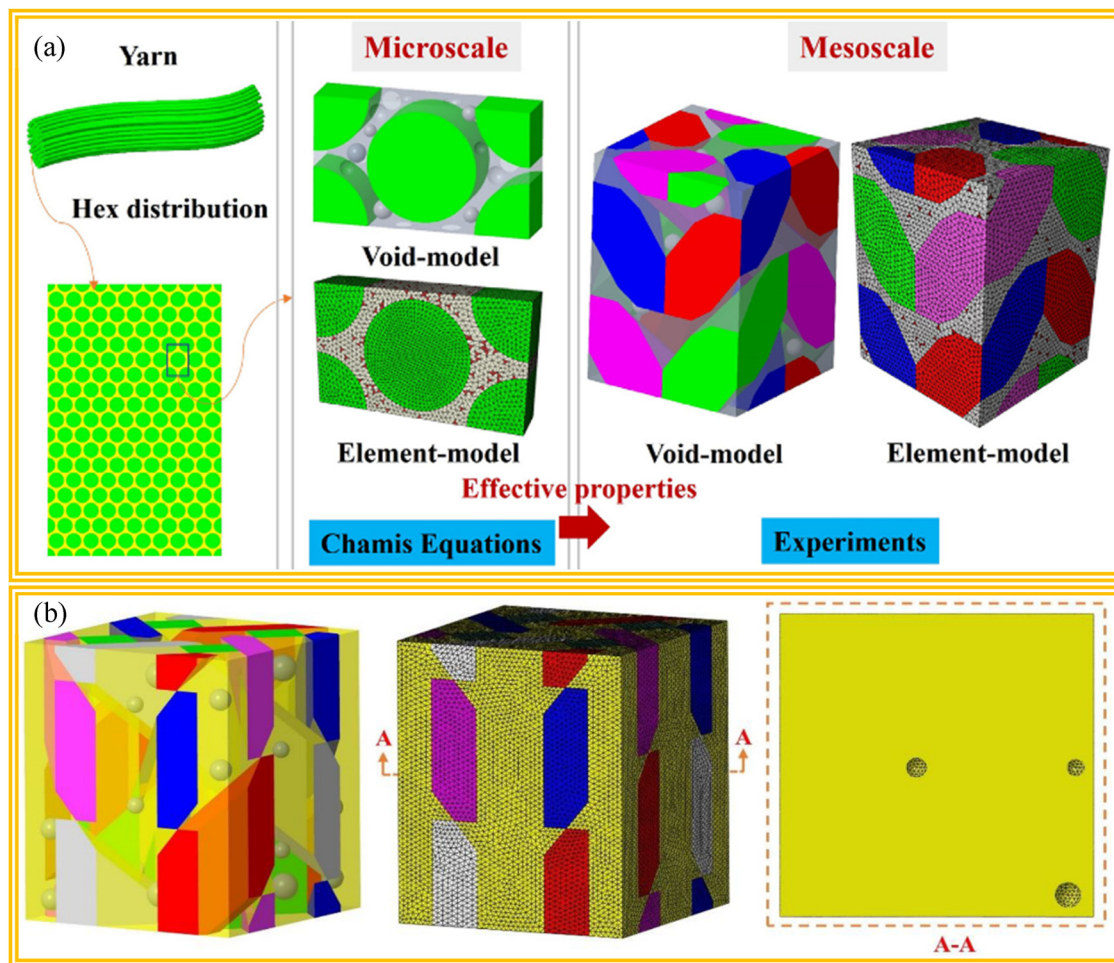 (a)
Yarn
Hex distribution
Microscale
Void-model
Element-model
Mesoscale
Void-model
Element-model
Effective properties
Chamis Equations
Experiments
(b)
A
A
A-A